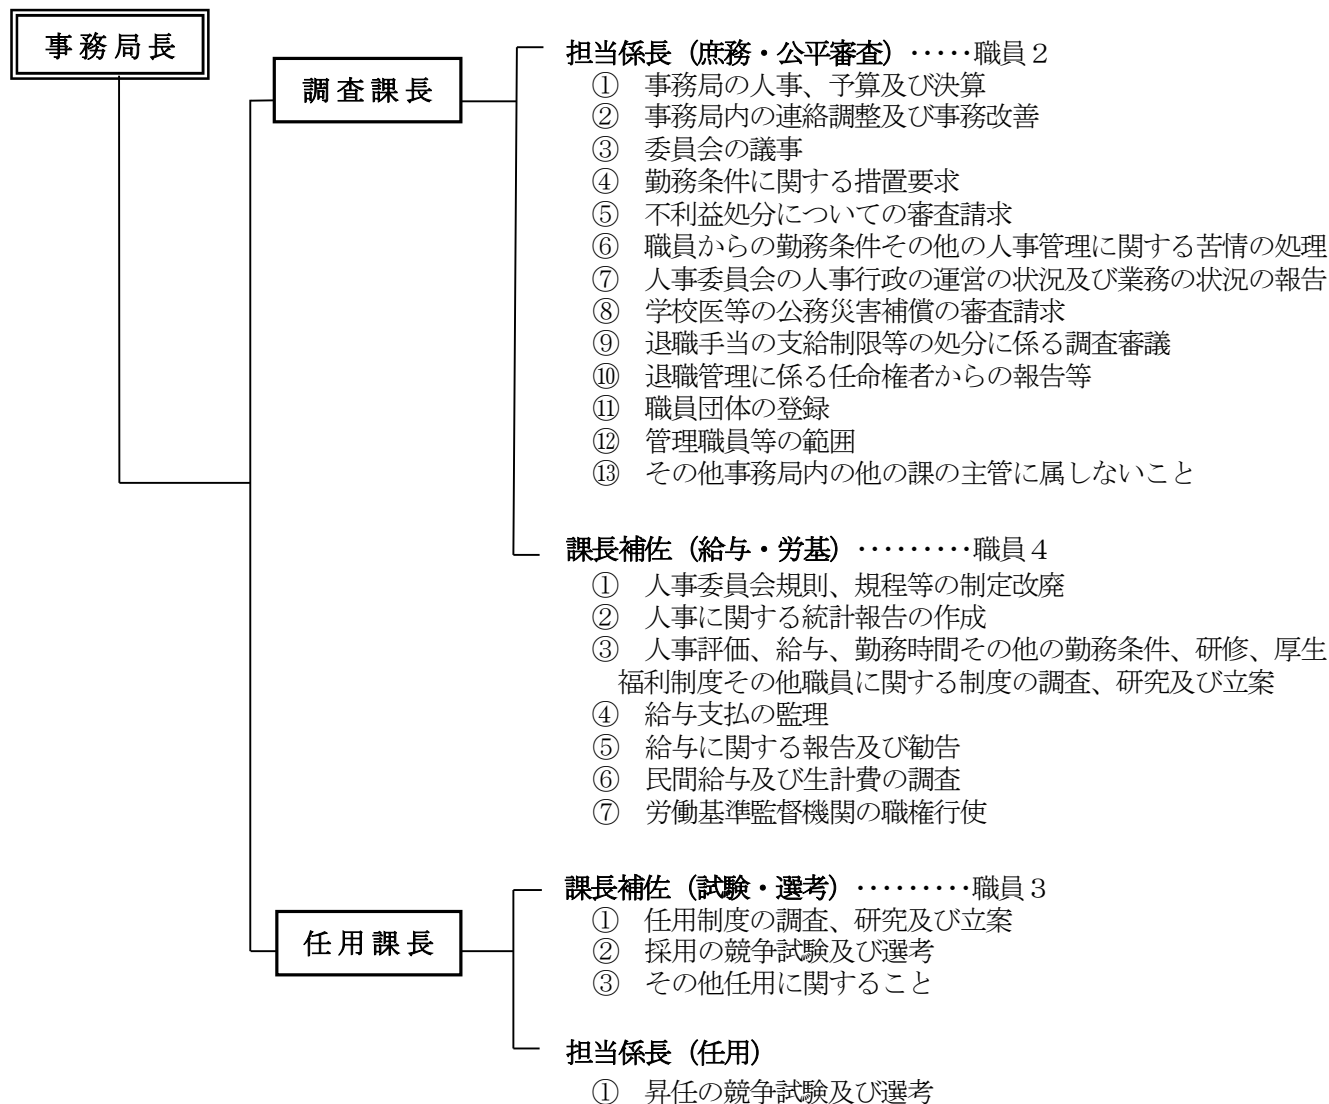 事務局長
調査課長
担当係長（庶務・公平審査）‥‥‥職員２
①　事務局の人事、予算及び決算
②　事務局内の連絡調整及び事務改善
③　委員会の議事
④　勤務条件に関する措置要求
⑤　不利益処分についての審査請求
⑥　職員からの勤務条件その他の人事管理に関する苦情の処理
⑦　人事委員会の人事行政の運営の状況及び業務の状況の報告
⑧　学校医等の公務災害補償の審査請求
⑨　退職手当の支給制限等の処分に係る調査審議
⑩　退職管理に係る任命権者からの報告等
⑪　職員団体の登録
⑫　管理職員等の範囲
⑬　その他事務局内の他の課の主管に属しないこと
課長補佐（給与・労基）‥‥‥‥‥職員４
①　人事委員会規則、規程等の制定改廃
②　人事に関する統計報告の作成
③　人事評価、給与、勤務時間その他の勤務条件、研修、厚生
福利制度その他職員に関する制度の調査、研究及び立案
④　給与支払の監理
⑤　給与に関する報告及び勧告
⑥　民間給与及び生計費の調査
⑦　労働基準監督機関の職権行使
任用課長
課長補佐（試験・選考）‥‥‥‥‥職員３
①　任用制度の調査、研究及び立案
②　採用の競争試験及び選考
③　その他任用に関すること
担当係長（任用）
①　昇任の競争試験及び選考